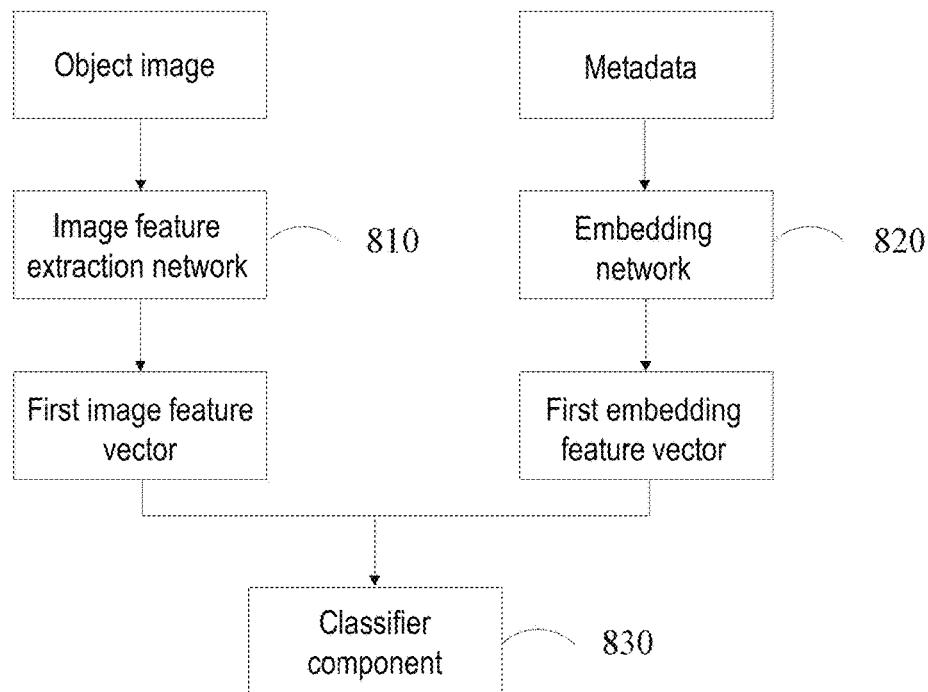 Object image
Metadata
Image feature
extraction network
810
Embedding
network
820
First image feature
vector
First embedding
feature vector
Classifier
component
830